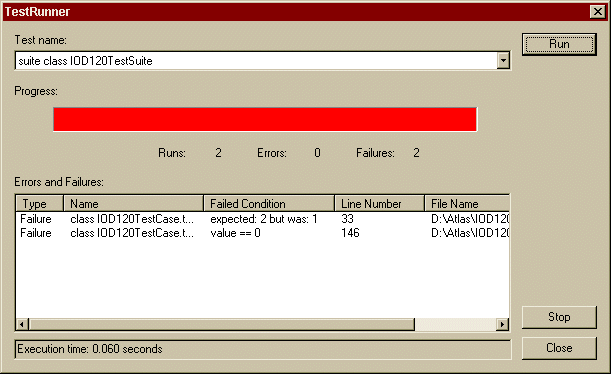 TestRunner
Test name:
suite class IOD120TestSuite
Run
Progress:
Runs: 2 Errors: 0 Failures: 2
Errors and Failures:
Type Name Failed Condition Line Number File Name
Failure class IOD120TestCase.t... expected: 2 but was: 1 33 D:\Atlas\IOD120
Failure class IOD120TestCase.t... value == 0 146 D:\Atlas\IOD120
Stop
Execution time: 0.060 seconds
Close